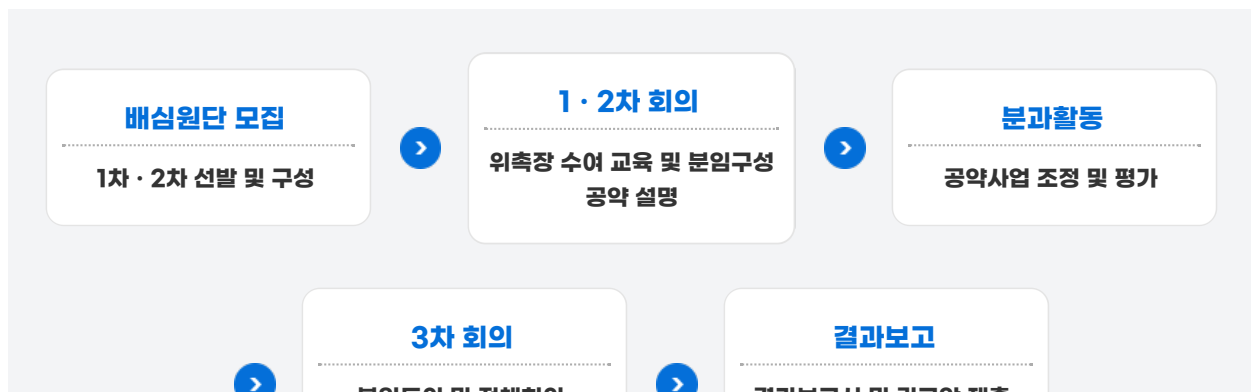 배심원단 모집
1차 · 2차 선발 및 구성
1 · 2차 회의
위촉장 수여 교육 및 분임구성
공약 설명
분과활동
공약사업 조정 및 평가
3차 회의
및
결과보고
및